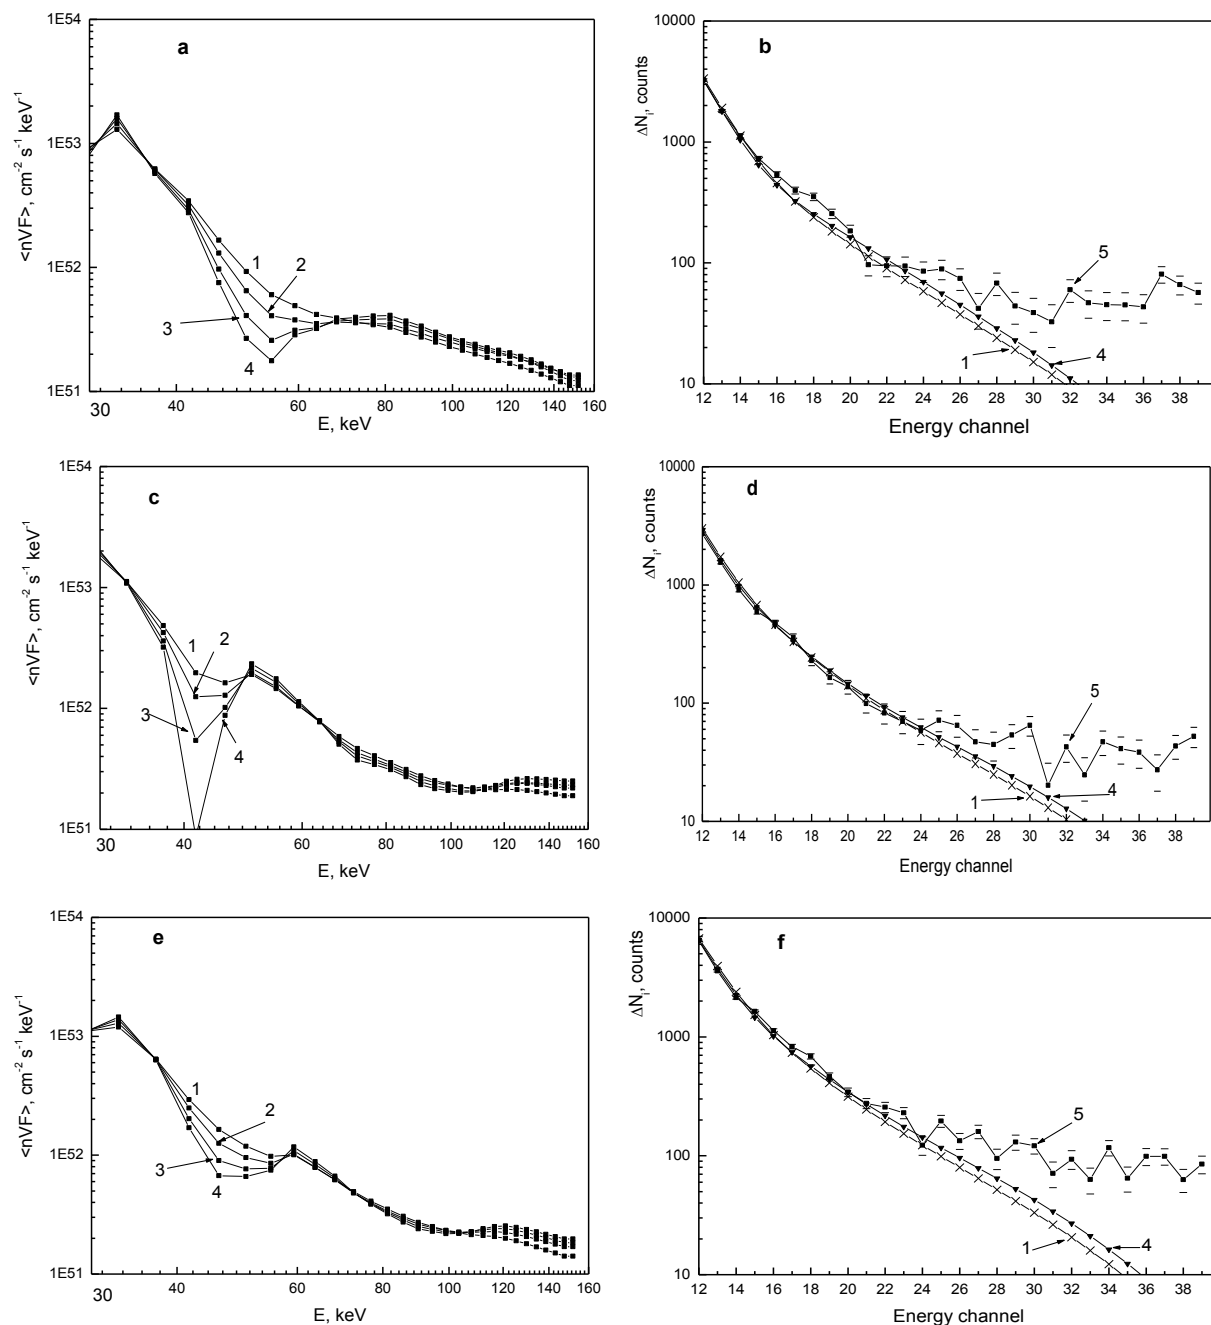 a
1E54
1E53
1E52
1E51
<nVF>, cm⁻² s⁻¹ keV⁻¹
1
2
3
4
30 40 60 80 100 120 140 160
E, keV
b
10000
1000
100
10
ΔNᵢ, counts
5
1
4
12 14 16 18 20 22 24 26 28 30 32 34 36 38
Energy channel
c
1E54
1E53
1E52
1E51
<nVF>, cm⁻² s⁻¹ keV⁻¹
1
2
3
4
30 40 60 80 100 120 140 160
E, keV
d
10000
1000
100
10
ΔNᵢ, counts
5
1
4
12 14 16 18 20 22 24 26 28 30 32 34 36 38
Energy channel
e
1E54
1E53
1E52
1E51
<nVF>, cm⁻² s⁻¹ keV⁻¹
1
2
3
4
30 40 60 80 100 120 140 160
E, keV
f
10000
1000
100
10
ΔNᵢ, counts
5
1
4
12 14 16 18 20 22 24 26 28 30 32 34 36 38
Energy channel